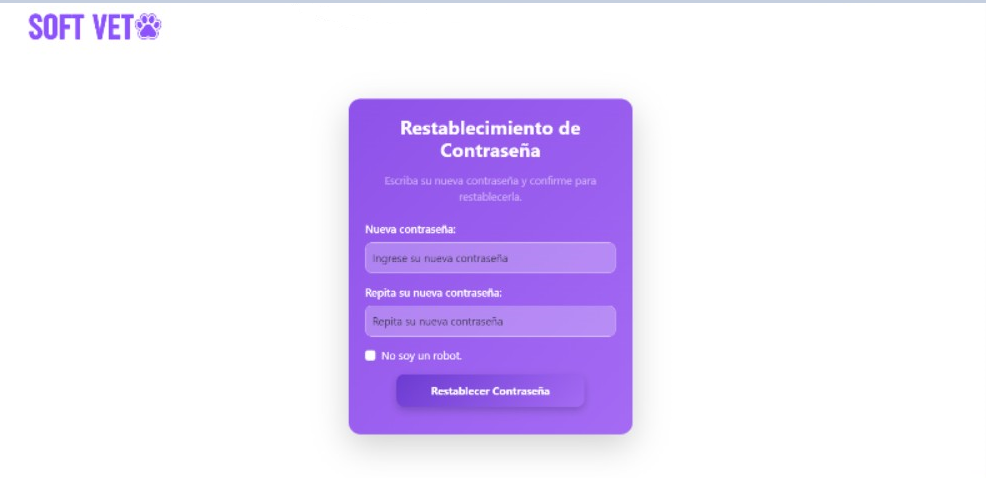 SOFT VET
Restablecimiento de
Contraseña
Escriba su nueva contraseña y confirme para
restablecerla.
Nueva contraseña:
Ingrese su nueva contraseña
Repita su nueva contraseña:
Repita su nueva contraseña
No soy un robot.
Restablecer Contraseña